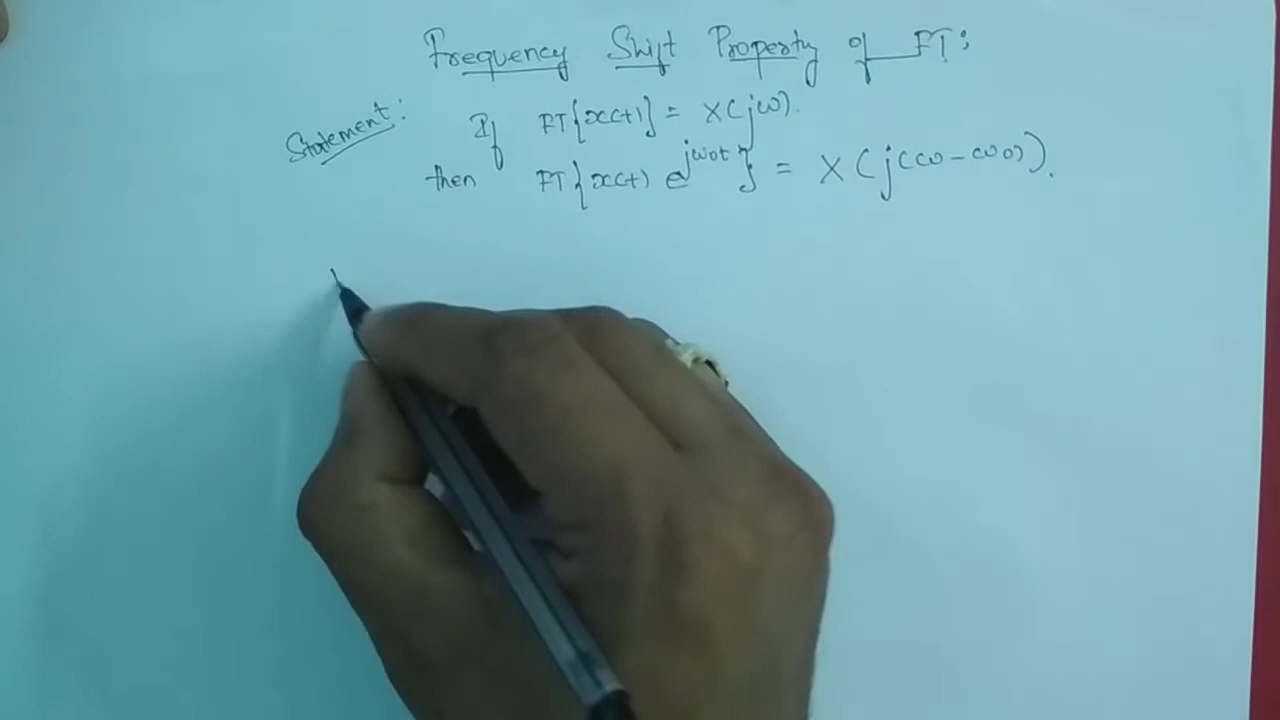 Frequency Shift Property of FT:
Statement: If FT{x(t)} = X(jω).
then FT{x(t) e^{jω0t}} = X(j(ω-ω0)).